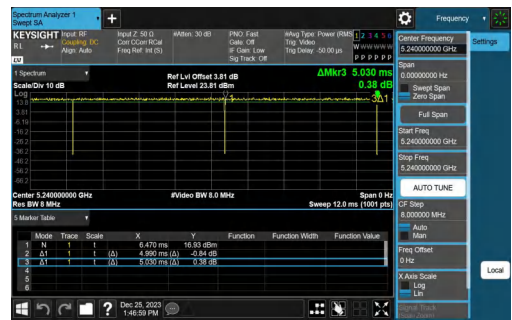 Spectrum Analyzer 1
Swept SA
+
Frequency
KEYSIGHT
Input: RF
Coupling: DC
Align: Auto
Input Z: 50 Ω
Corr CCorr RCal
Freq Ref: Int (S)
#Atten: 30 dB
PNO: Fast
Gate: Off
IF Gain: Low
Sig Track: Off
#Avg Type: Power (RMS
Trig: Video
Trig Delay: -50.00 µs
1 2 3 4 5 6
W W W W W W
P P P P P P
RL
LV
Center Frequency
5.240000000 GHz
Settings
1 Spectrum
Scale/Div 10 dB
Ref Lvl Offset 3.81 dB
Ref Level 23.81 dBm
ΔMkr3 5.030 ms
0.38 dB
Span
0.00000000 Hz
Swept Span
Zero Span
Full Span
Log
13.8
3.81
-6.19
-16.2
-26.2
-36.2
-46.2
-56.2
-66.2
3Δ1
Start Freq
5.240000000 GHz
Stop Freq
5.240000000 GHz
AUTO TUNE
Center 5.240000000 GHz
Res BW 8 MHz
#Video BW 8.0 MHz
Span 0 Hz
Sweep 12.0 ms (1001 pts)
CF Step
8.000000 MHz
Auto
Man
5 Marker Table
Mode Trace Scale X Y Function Function Width Function Value
1 N 1 t 6.470 ms 16.93 dBm
2 Δ1 1 t (Δ) 4.990 ms (Δ) -0.84 dB
3 Δ1 1 t (Δ) 5.030 ms (Δ) 0.38 dB
4
5
6
Freq Offset
0 Hz
X Axis Scale
Log
Lin
Local
Signal Track
Dec 25, 2023
1:46:59 PM